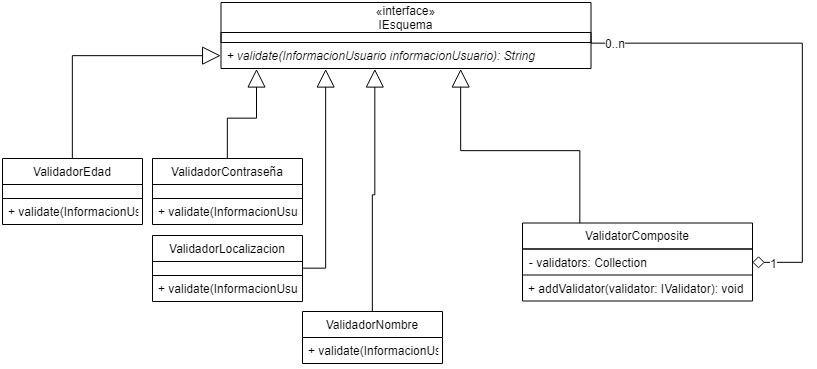 «interface»
IEsquema
+ validate(InformacionUsuario informacionUsuario): String
0..n
ValidadorEdad
+ validate(InformacionUs
ValidadorContraseña
+ validate(InformacionUsu
ValidadorLocalizacion
+ validate(InformacionUsu
ValidadorNombre
+ validate(InformacionUs
ValidatorComposite
- validators: Collection
1
+ addValidator(validator: IValidator): void